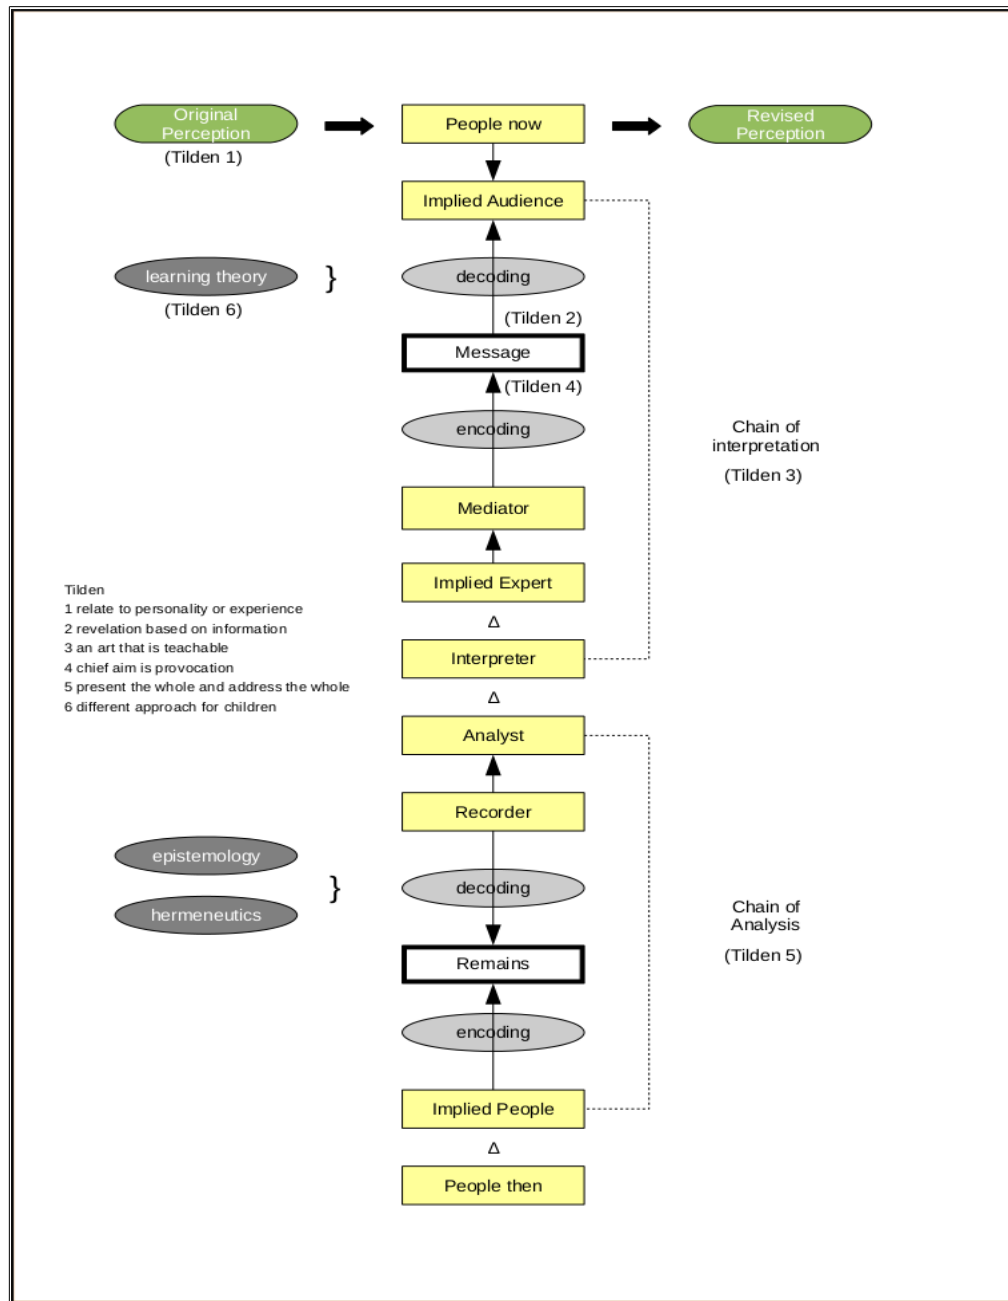 Original
Perception
(Tilden 1)
People now
Revised
Perception
Implied Audience
learning theory
(Tilden 6)
}
decoding
(Tilden 2)
Message
(Tilden 4)
encoding
Chain of
interpretation
(Tilden 3)
Mediator
Implied Expert
Δ
Interpreter
Δ
Tilden
1 relate to personality or experience
2 revelation based on information
3 an art that is teachable
4 chief aim is provocation
5 present the whole and address the whole
6 different approach for children
Analyst
Recorder
epistemology
hermeneutics
}
decoding
Chain of
Analysis
(Tilden 5)
Remains
encoding
Implied People
Δ
People then